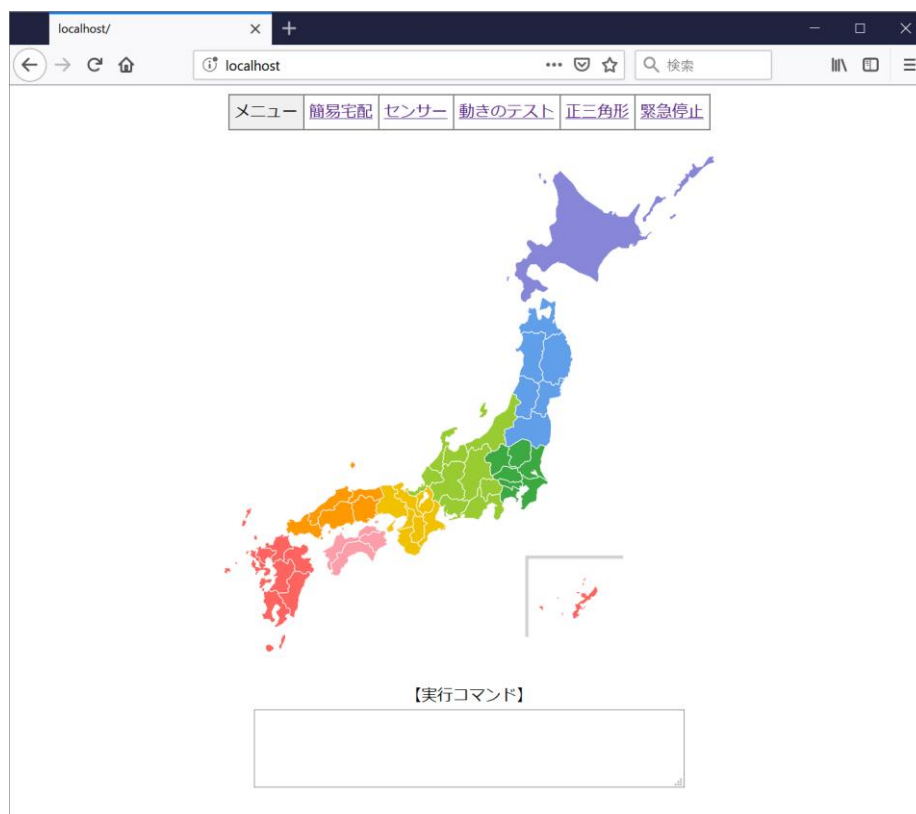 localhost/
localhost
検索
メニュー 簡易宅配 センサー 動きのテスト 正三角形 緊急停止
【実行コマンド】